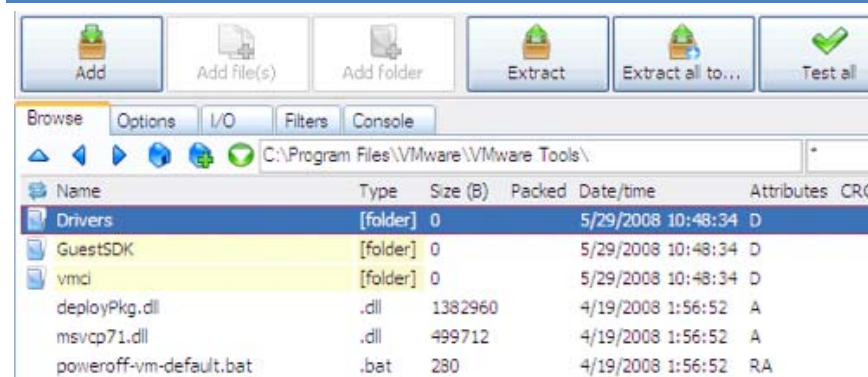 Add Add file(s) Add folder Extract Extract all to... Test all
Browse Options I/O Filters Console
C:\Program Files\VMware\VMware Tools\ *
Name Type Size (B) Packed Date/time Attributes CRC
Drivers [folder] 0 5/29/2008 10:48:34 D
GuestSDK [folder] 0 5/29/2008 10:48:34 D
vmci [folder] 0 5/29/2008 10:48:34 D
deployPkg.dll .dll 1382960 4/19/2008 1:56:52 A
msvcp71.dll .dll 499712 4/19/2008 1:56:52 A
poweroff-vm-default.bat .bat 280 4/19/2008 1:56:52 RA